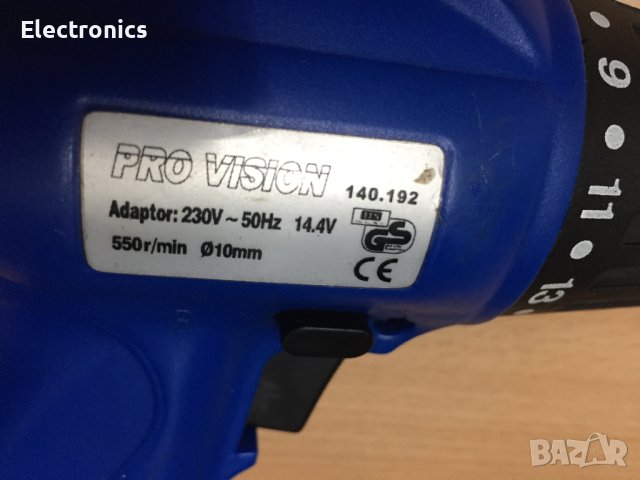 Electronics
PRO VISION
140.192
Adaptor: 230V ~ 50Hz 14.4V
550r/min Ø10mm
GS
CE
9
11
13
BAZAR